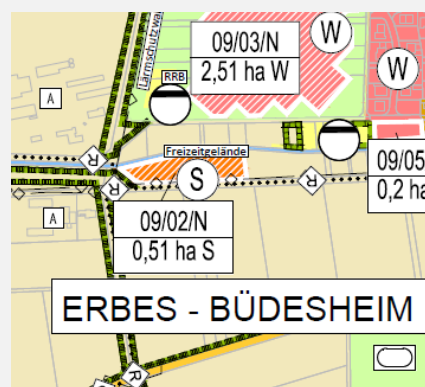 09/03/N
2,51 ha W
W
W
Lärmschutzwa
RRB
A
Freizeitgelände
R
R
S
R
09/05
0,2 ha
A
09/02/N
0,51 ha S
ERBES - BÜDESHEIM
R